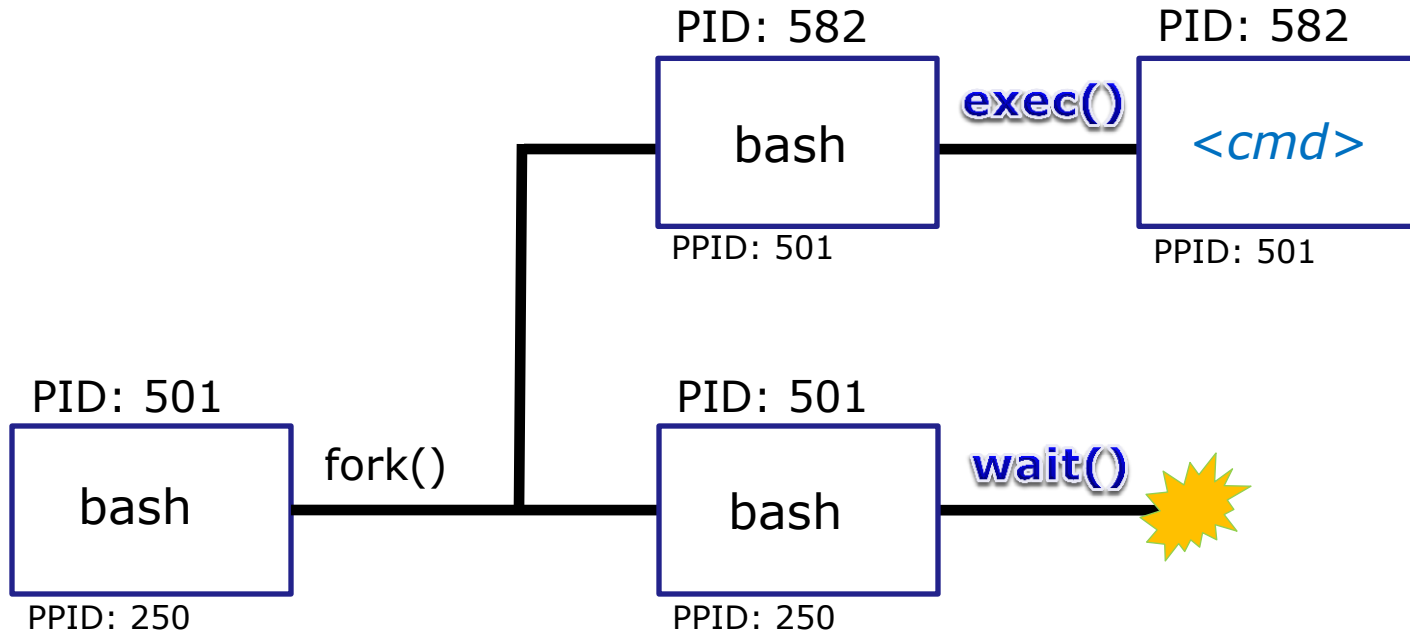 PID: 582
PID: 582
exec()
bash
<cmd>
PPID: 501
PPID: 501
PID: 501
PID: 501
fork()
wait()
bash
bash
PPID: 250
PPID: 250